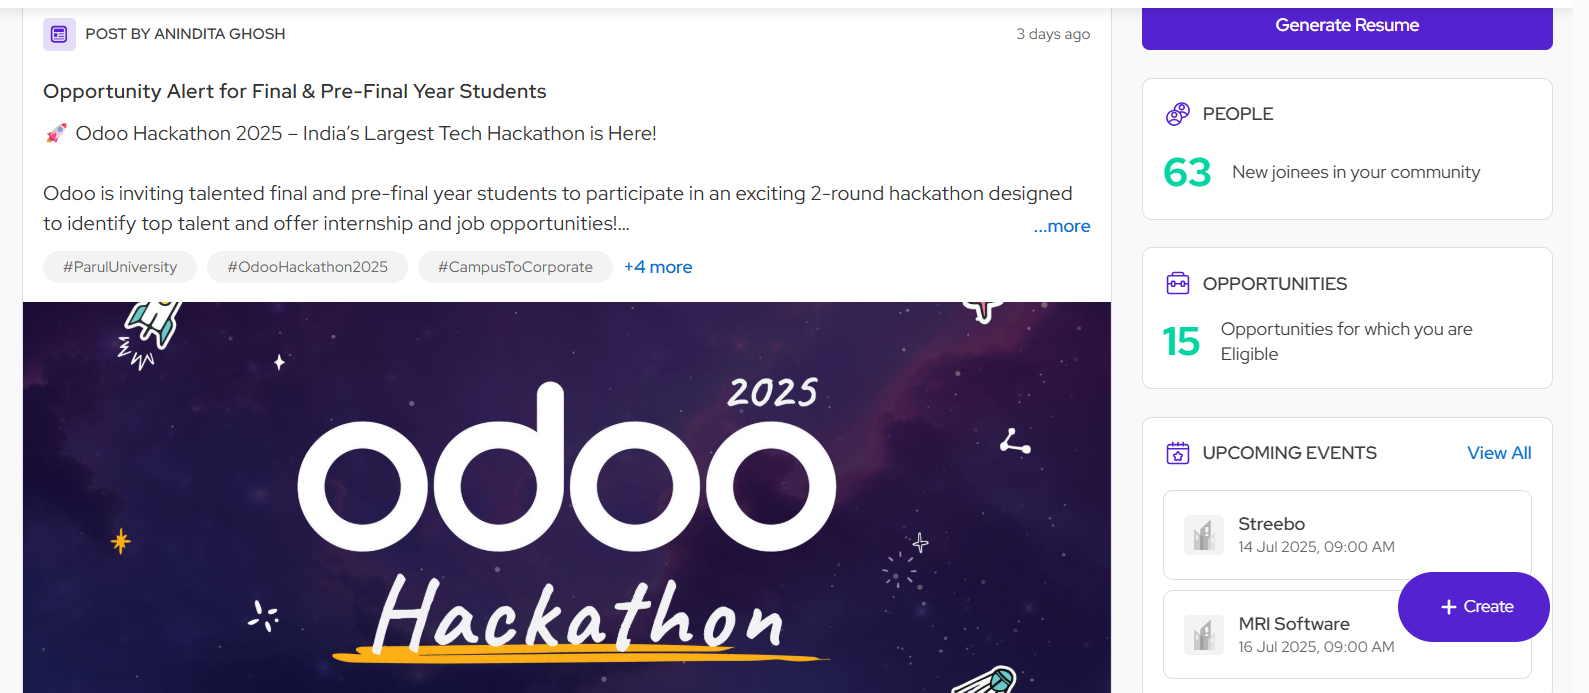 POST BY ANINDITA GHOSH
3 days ago
Opportunity Alert for Final & Pre-Final Year Students
🚀 Odoo Hackathon 2025 – India’s Largest Tech Hackathon is Here!
Odoo is inviting talented final and pre-final year students to participate in an exciting 2-round hackathon designed
to identify top talent and offer internship and job opportunities!...
...more
#ParulUniversity #OdooHackathon2025 #CampusToCorporate +4 more
2025
odoo
Hackathon
Generate Resume
PEOPLE
63 New joinees in your community
OPPORTUNITIES
15 Opportunities for which you are
Eligible
UPCOMING EVENTS View All
Streebo
14 Jul 2025, 09:00 AM
MRI Software
16 Jul 2025, 09:00 AM
+ Create